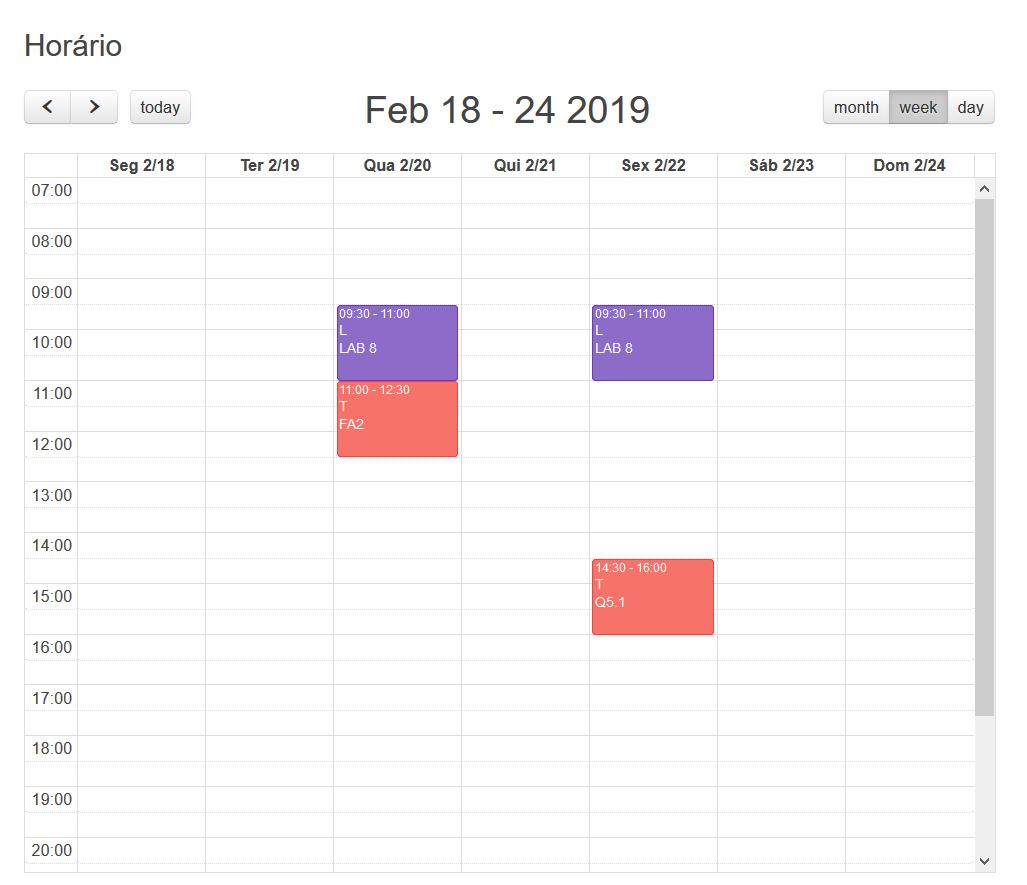 Horário
today
Feb 18 - 24 2019
month week day
Seg 2/18 Ter 2/19 Qua 2/20 Qui 2/21 Sex 2/22 Sáb 2/23 Dom 2/24
07:00
08:00
09:00
09:30 - 11:00
L
LAB 8
09:30 - 11:00
L
LAB 8
10:00
11:00
11:00 - 12:30
T
FA2
12:00
13:00
14:00
14:30 - 16:00
T
Q5.1
15:00
16:00
17:00
18:00
19:00
20:00